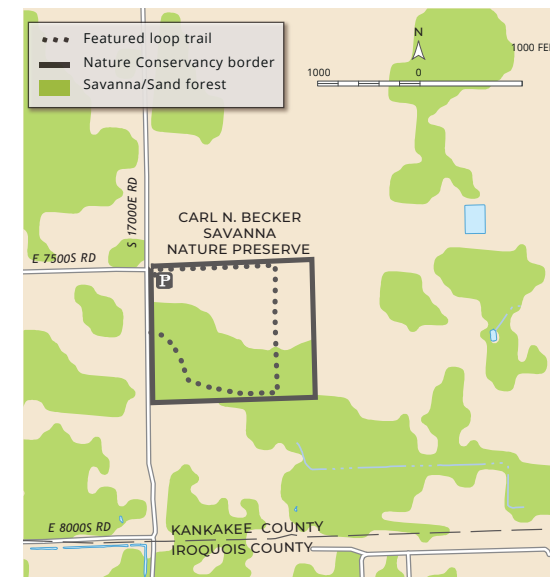 Featured loop trail
Nature Conservancy border
Savanna/Sand forest
N
1000 0 1000 FE
S 17000E RD
CARL N. BECKER
SAVANNA
NATURE PRESERVE
E 7500S RD
P
E 8000S RD
KANKAKEE COUNTY
IROQUOIS COUNTY